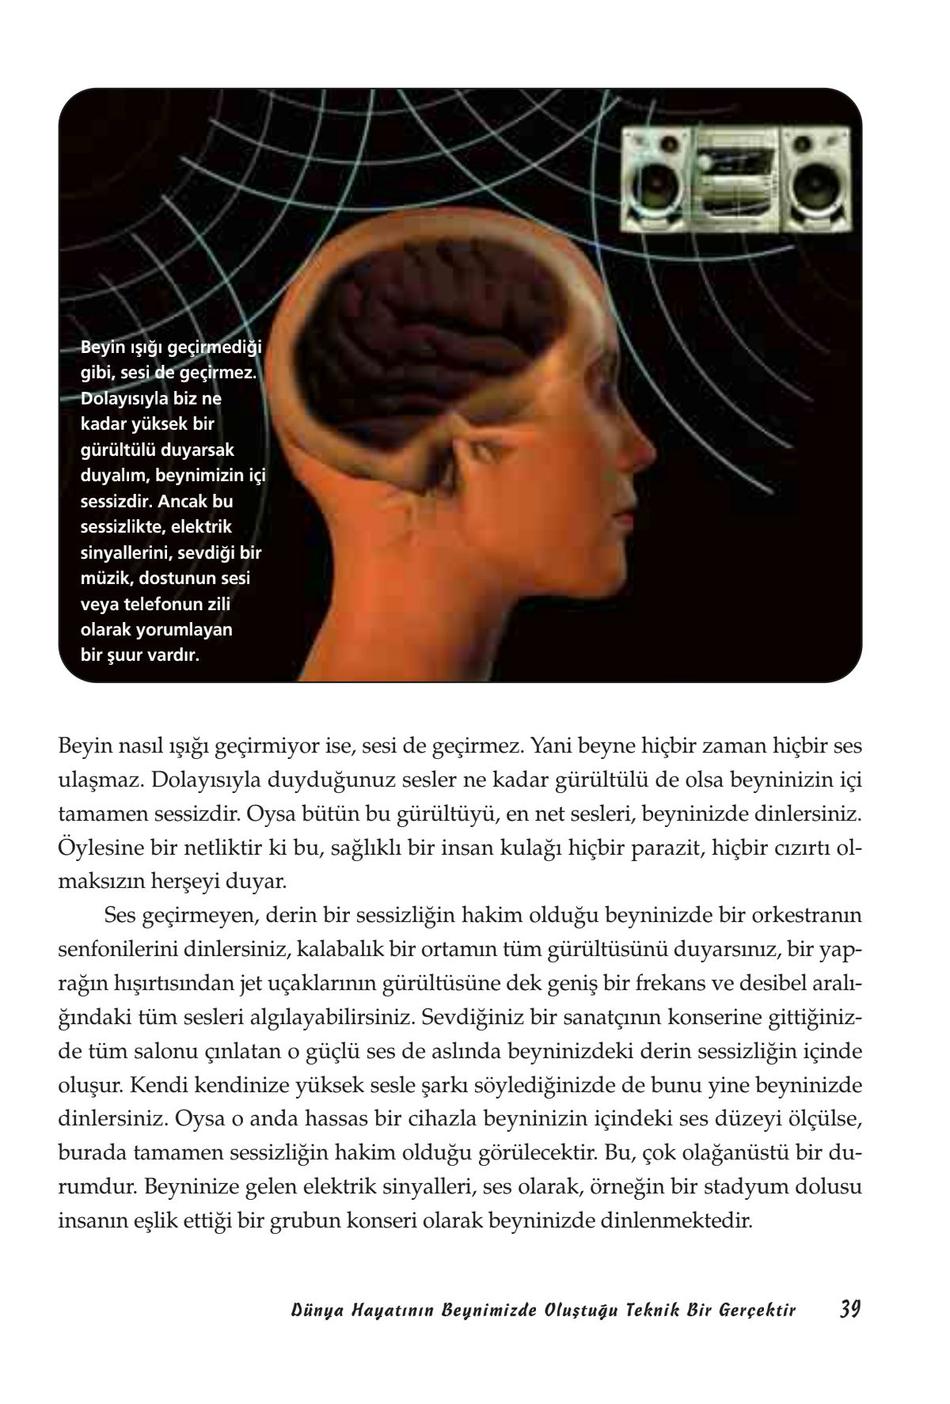 Beyin ışığı geçirmediği
gibi, sesi de geçirmez.
Dolayısıyla biz ne
kadar yüksek bir
gürültülü duyarsak
duyalım, beynimizin içi
sessizdir. Ancak bu
sessizlikte, elektrik
sinyallerini, sevdiği bir
müzik, dostunun sesi
veya telefonun zili
olarak yorumlayan
bir şuur vardır.
Beyin nasıl ışığı geçirmiyor ise, sesi de geçirmez. Yani beyne hiçbir zaman hiçbir ses
ulaşmaz. Dolayısıyla duyduğunuz sesler ne kadar gürültülü de olsa beyninizin içi
tamamen sessizdir. Oysa bütün bu gürültüyü, en net sesleri, beyninizde dinlersiniz.
Öylesine bir netliktir ki bu, sağlıklı bir insan kulağı hiçbir parazit, hiçbir cızırtı ol-
maksızın herşeyi duyar.
Ses geçirmeyen, derin bir sessizliğin hakim olduğu beyninizde bir orkestranın
senfonilerini dinlersiniz, kalabalık bir ortamın tüm gürültüsünü duyarsınız, bir yap-
rağın hışırtısından jet uçaklarının gürültüsüne dek geniş bir frekans ve desibel aralı-
ğındaki tüm sesleri algılayabilirsiniz. Sevdiğiniz bir sanatçının konserine gittiğiniz-
de tüm salonu çınlatan o güçlü ses de aslında beyninizdeki derin sessizliğin içinde
oluşur. Kendi kendinize yüksek sesle şarkı söylediğinizde de bunu yine beyninizde
dinlersiniz. Oysa o anda hassas bir cihazla beyninizin içindeki ses düzeyi ölçülse,
burada tamamen sessizliğin hakim olduğu görülecektir. Bu, çok olağanüstü bir du-
rumdur. Beyninize gelen elektrik sinyalleri, ses olarak, örneğin bir stadyum dolusu
insanın eşlik ettiği bir grubun konseri olarak beyninizde dinlenmektedir.
Dünya Hayatının Beynimizde Oluştuğu Teknik Bir Gerçektir 39